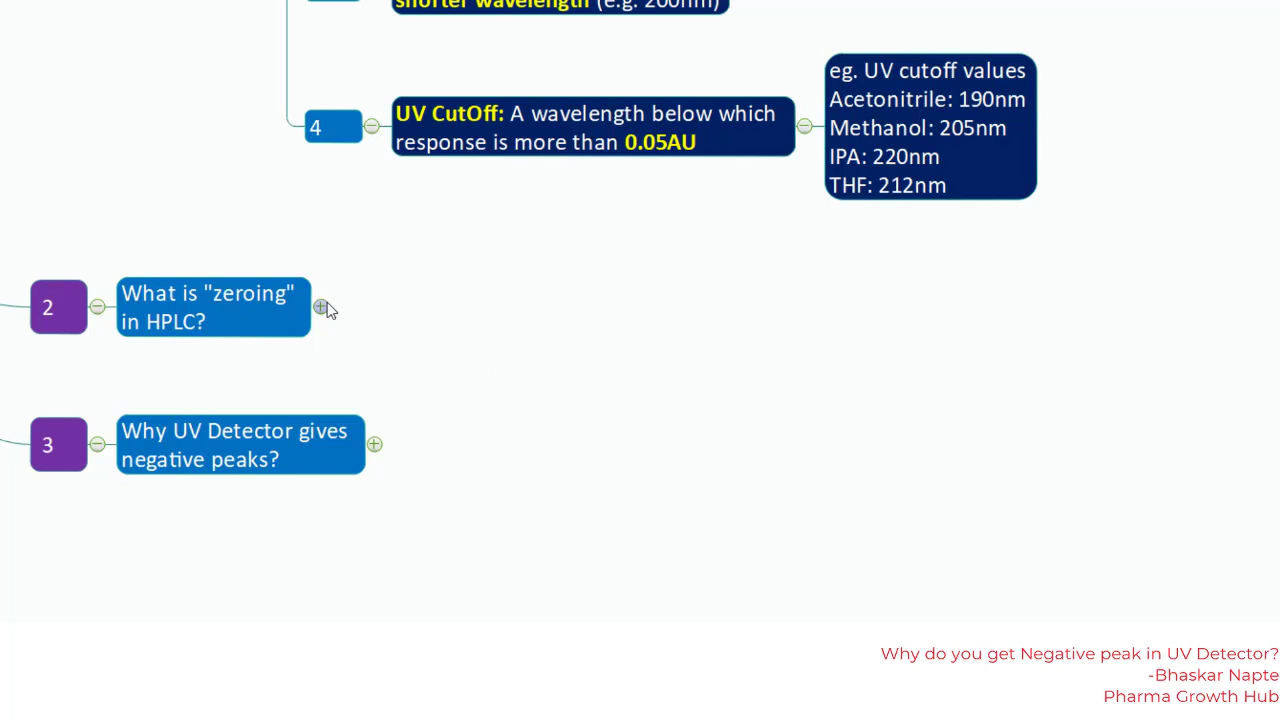 shorter wavelength (e.g. 200nm)
4
UV CutOff: A wavelength below which
response is more than 0.05AU
eg. UV cutoff values
Acetonitrile: 190nm
Methanol: 205nm
IPA: 220nm
THF: 212nm
2
What is "zeroing"
in HPLC?
3
Why UV Detector gives
negative peaks?
Why do you get Negative peak in UV Detector?
-Bhaskar Napte
Pharma Growth Hub